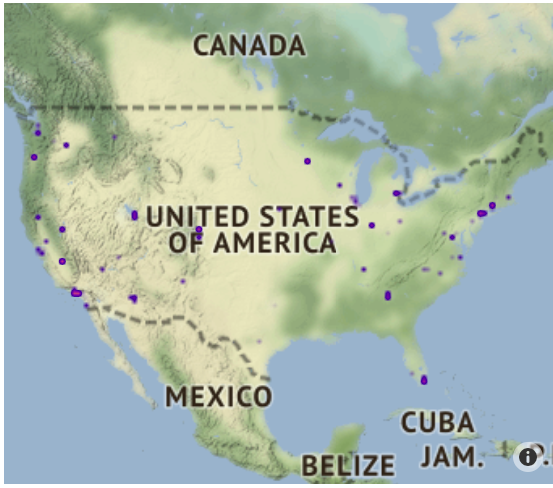 CANADA
UNITED STATES
OF AMERICA
MEXICO
CUBA
JAM.
BELIZE